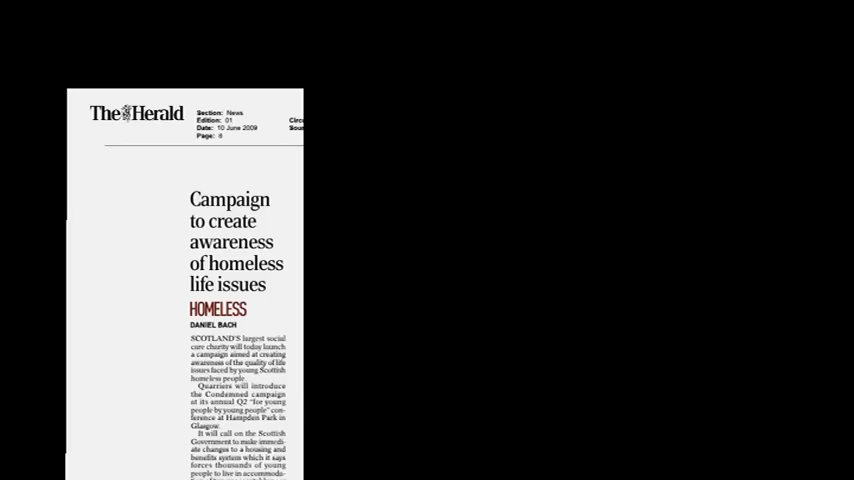 The Herald
Section: News
Edition: 01
Date: 10 June 2009
Page: 8
Campaign
to create
awareness
of homeless
life issues
HOMELESS
DANIEL BACH
SCOTLAND'S largest social
care charity will today launch
a campaign aimed at creating
awareness of the quality of life
issues faced by young Scottish
homeless people.
Quarriers will introduce
the Condemned campaign
at its annual Q2 "for young
people by young people" con-
ference at Hampden Park in
Glasgow.
It will call on the Scottish
Government to make immedi-
ate changes to a housing and
benefits system which it says
forces thousands of young
people to live in accommoda-